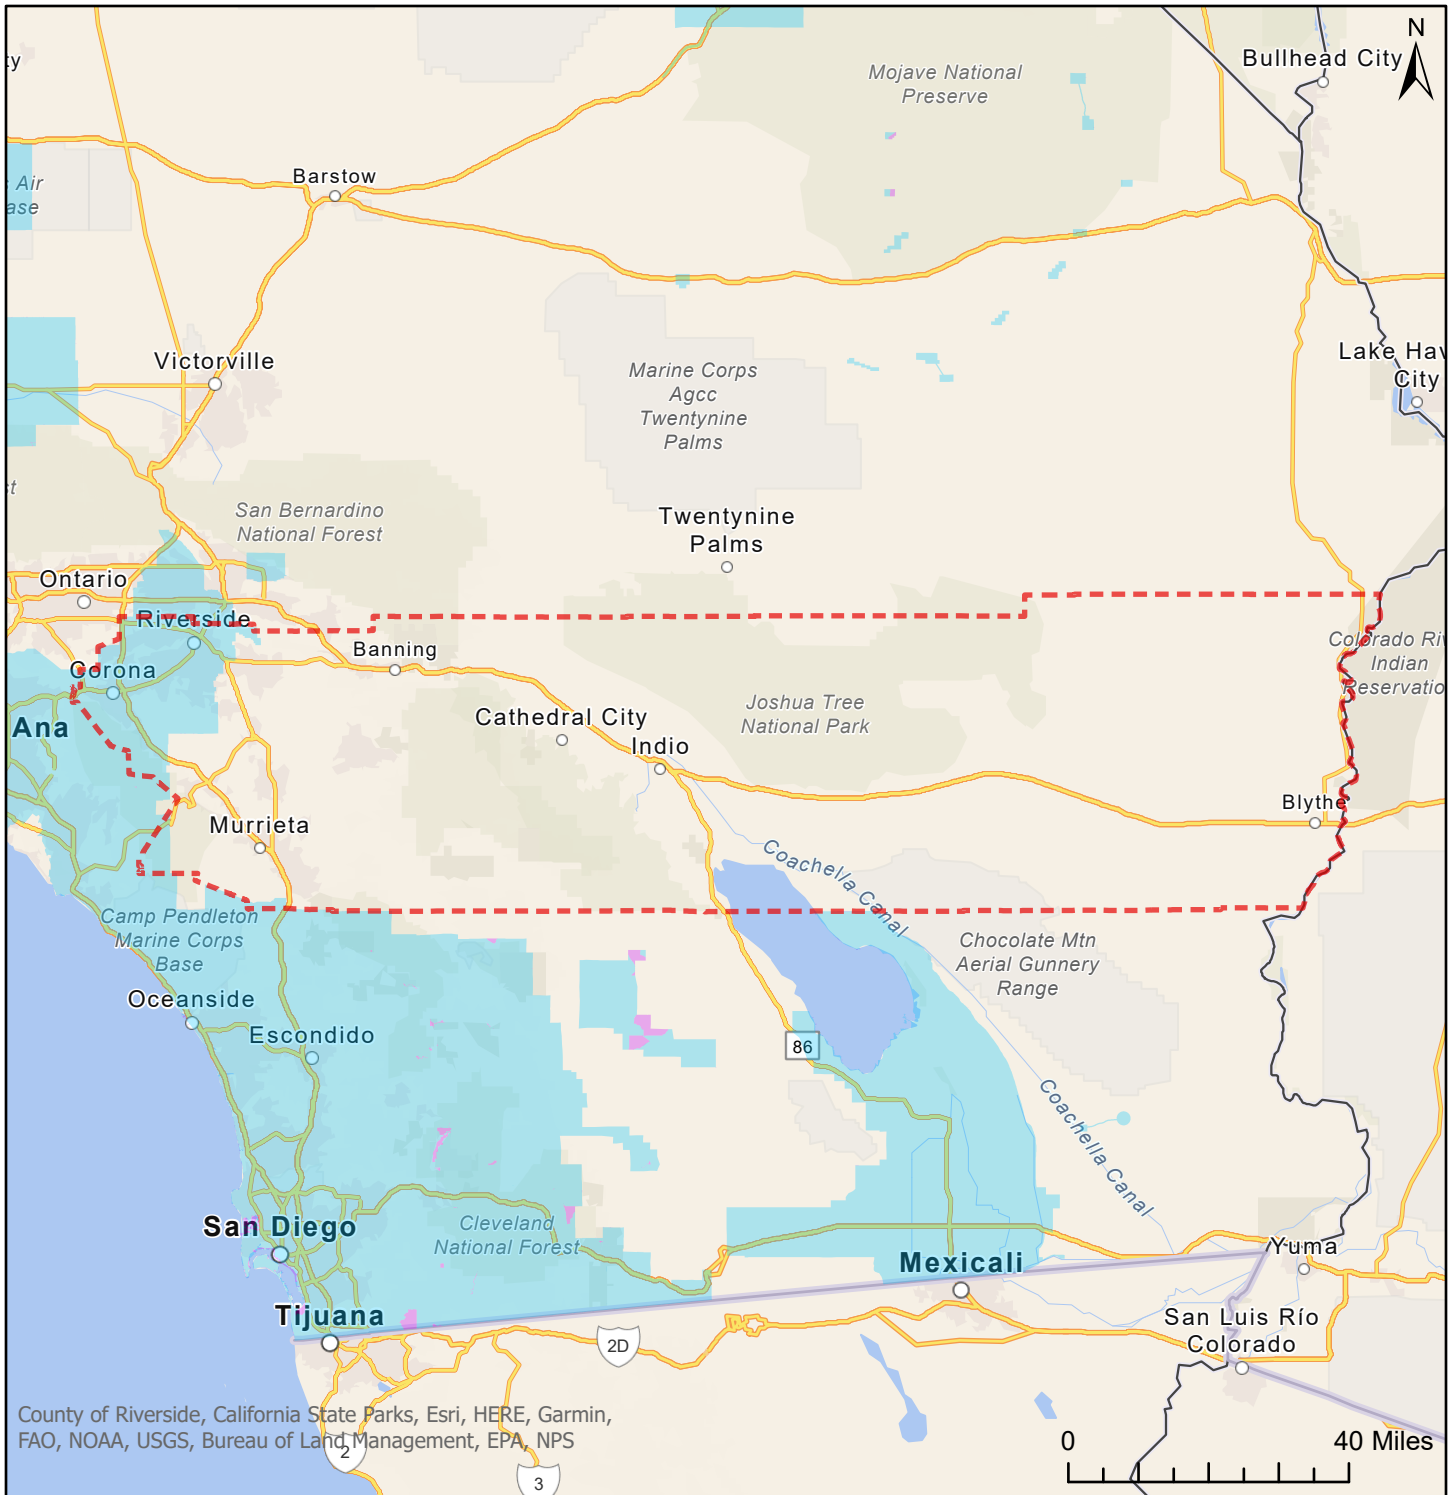 N
Bullhead City
Mojave National
Preserve
ty
Barstow
Air
ase
Victorville
Marine Corps
Agcc
Twentynine
Palms
Lake Hav
City
San Bernardino
National Forest
Twentynine
Palms
Ontario
Riverside
Banning
Colorado Riv
Indian
Reservatio
Corona
Joshua Tree
National Park
Cathedral City
Ana
Indio
Blythe
Murrieta
Coachella Canal
Camp Pendleton
Marine Corps
Base
Chocolate Mtn
Aerial Gunnery
Range
Oceanside
Escondido
86
Coachella Canal
San Diego
Cleveland
National Forest
Mexicali
Yuma
Tijuana
San Luis Río
Colorado
2D
County of Riverside, California State Parks, Esri, HERE, Garmin,
FAO, NOAA, USGS, Bureau of Land Management, EPA, NPS
2
3
0 40 Miles